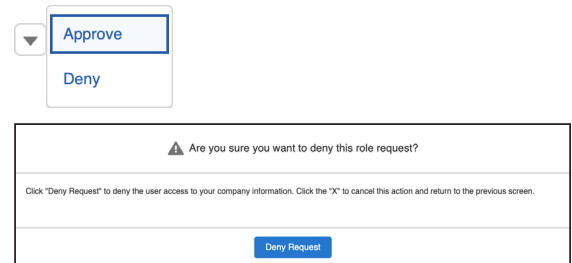 Approve
Deny
Are you sure you want to deny this role request?
Click "Deny Request" to deny the user access to your company information. Click the "X" to cancel this action and return to the previous screen.
Deny Request